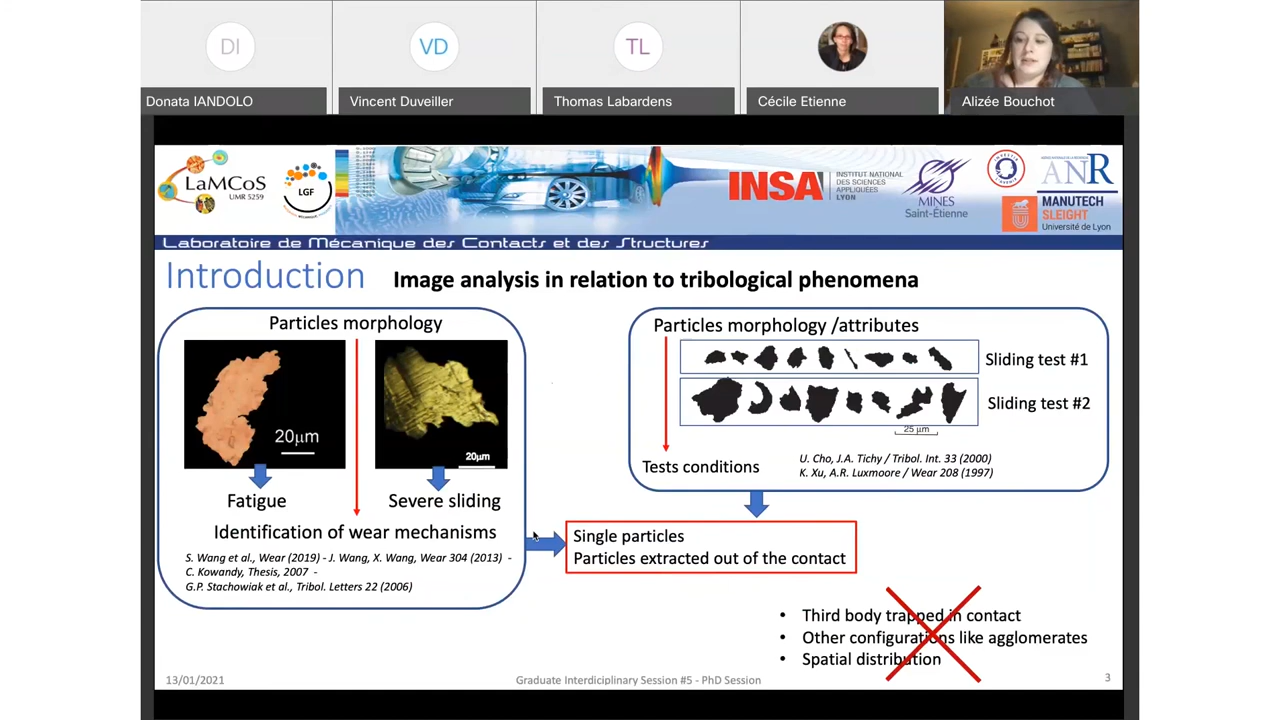 DI
VD
TL
Donata IANDOLO
Vincent Duveiller
Thomas Labardens
Cécile Etienne
Alizée Bouchot
LaMCoS
UMR 5259
LGF
INSA
INSTITUT NATIONAL
DES SCIENCES
APPLIQUÉES
LYON
MINES
Saint-Étienne
ANR
MANUTECH
SLEIGHT
Université de Lyon
Laboratoire de Mécanique des Contacts et des Structures
Introduction
Image analysis in relation to tribological phenomena
Particles morphology
20µm
20µm
Fatigue
Severe sliding
Identification of wear mechanisms
S. Wang et al., Wear (2019) - J. Wang, X. Wang, Wear 304 (2013) -
C. Kowandy, Thesis, 2007 -
G.P. Stachowiak et al., Tribol. Letters 22 (2006)
Particles morphology /attributes
Sliding test #1
Sliding test #2
25 µm
Tests conditions
U. Cho, J.A. Tichy / Tribol. Int. 33 (2000)
K. Xu, A.R. Luxmoore / Wear 208 (1997)
Single particles
Particles extracted out of the contact
• Third body trapped in contact
• Other configurations like agglomerates
• Spatial distribution
13/01/2021
Graduate Interdisciplinary Session #5 - PhD Session
3